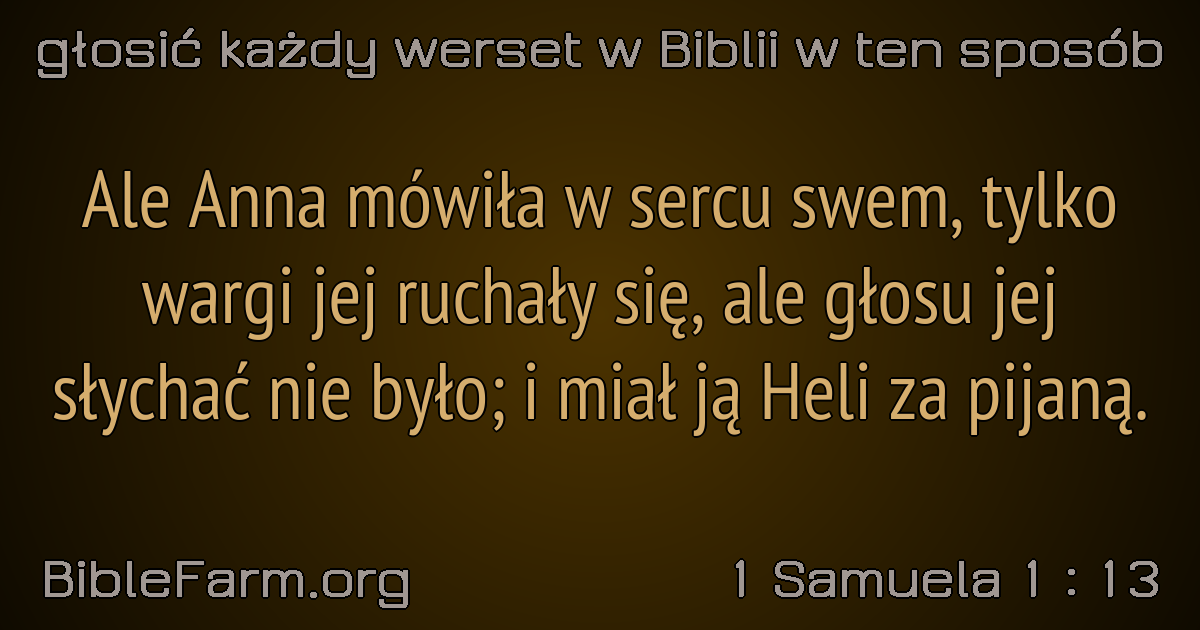 głosić każdy werset w Biblii w ten sposób
Ale Anna mówiła w sercu swem, tylko
wargi jej ruchały się, ale głosu jej
słychać nie było; i miał ją Heli za pijaną.
BibleFarm.org
1 Samuela 1 : 13